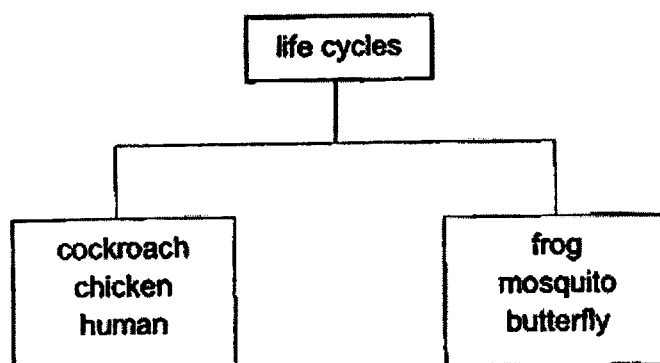 life cycles
cockroach
chicken
human
frog
mosquito
butterfly